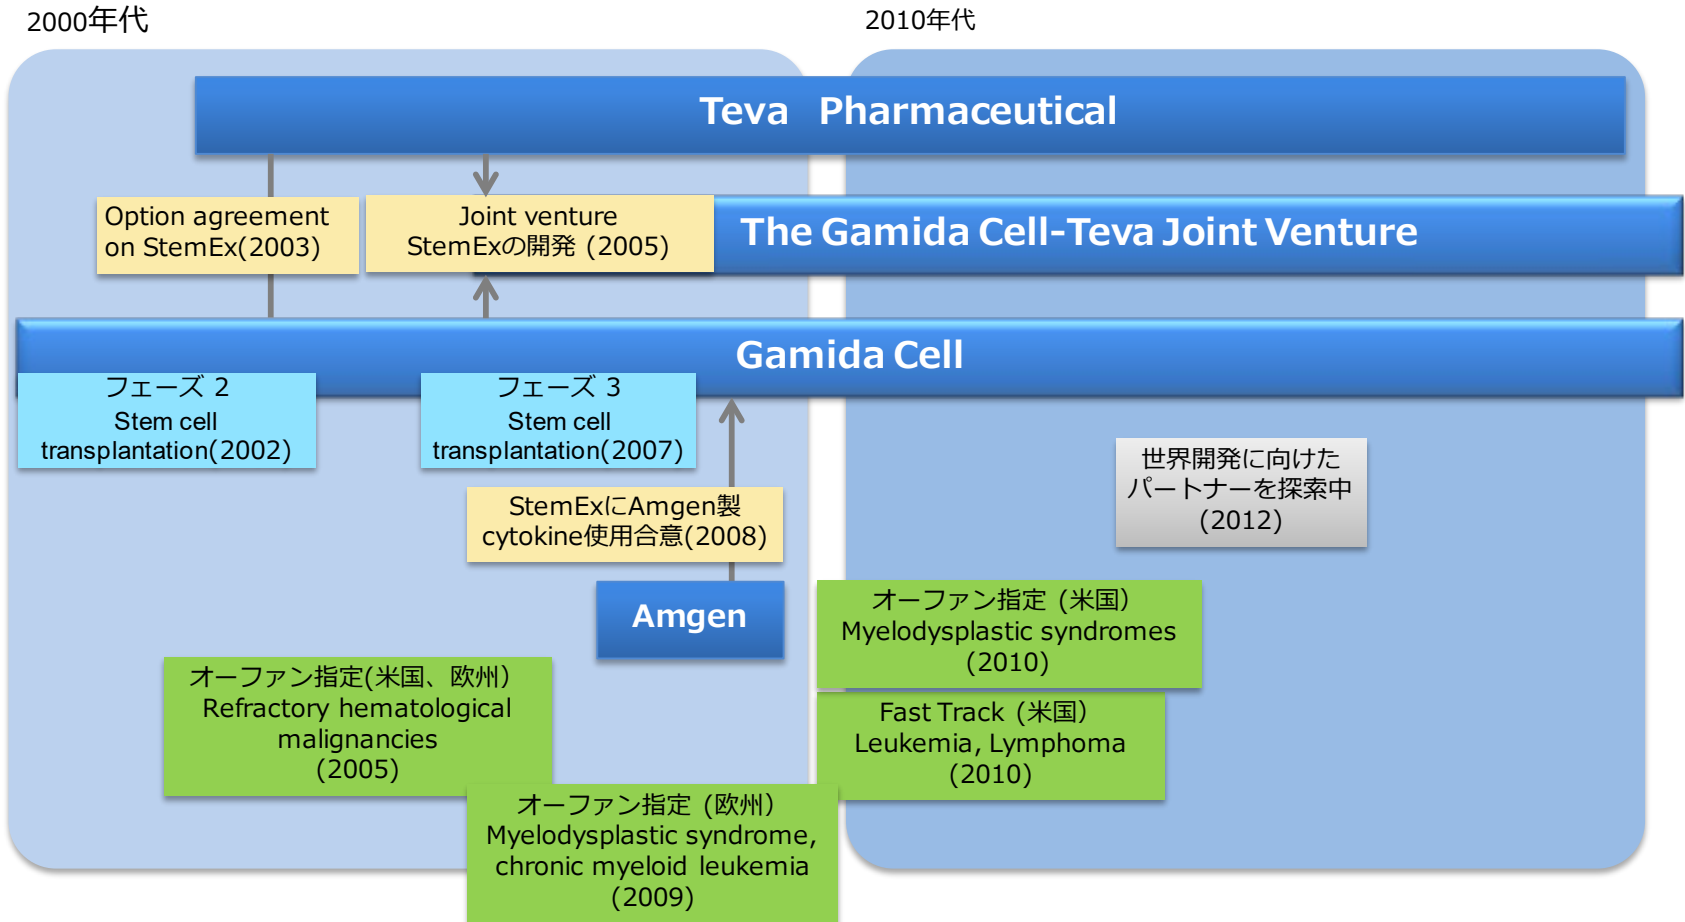 2000年代
2010年代
Teva Pharmaceutical
Option agreement
on StemEx(2003)
Joint venture
StemExの開発 (2005)
The Gamida Cell-Teva Joint Venture
Gamida Cell
フェーズ 2
Stem cell
transplantation(2002)
フェーズ 3
Stem cell
transplantation(2007)
世界開発に向けた
パートナーを探索中
(2012)
StemExにAmgen製
cytokine使用合意(2008)
Amgen
オーファン指定 (米国）
Myelodysplastic syndromes
(2010)
オーファン指定(米国、欧州）
Refractory hematological
malignancies
(2005)
Fast Track (米国）
Leukemia, Lymphoma
(2010)
オーファン指定 (欧州）
Myelodysplastic syndrome,
chronic myeloid leukemia
(2009)